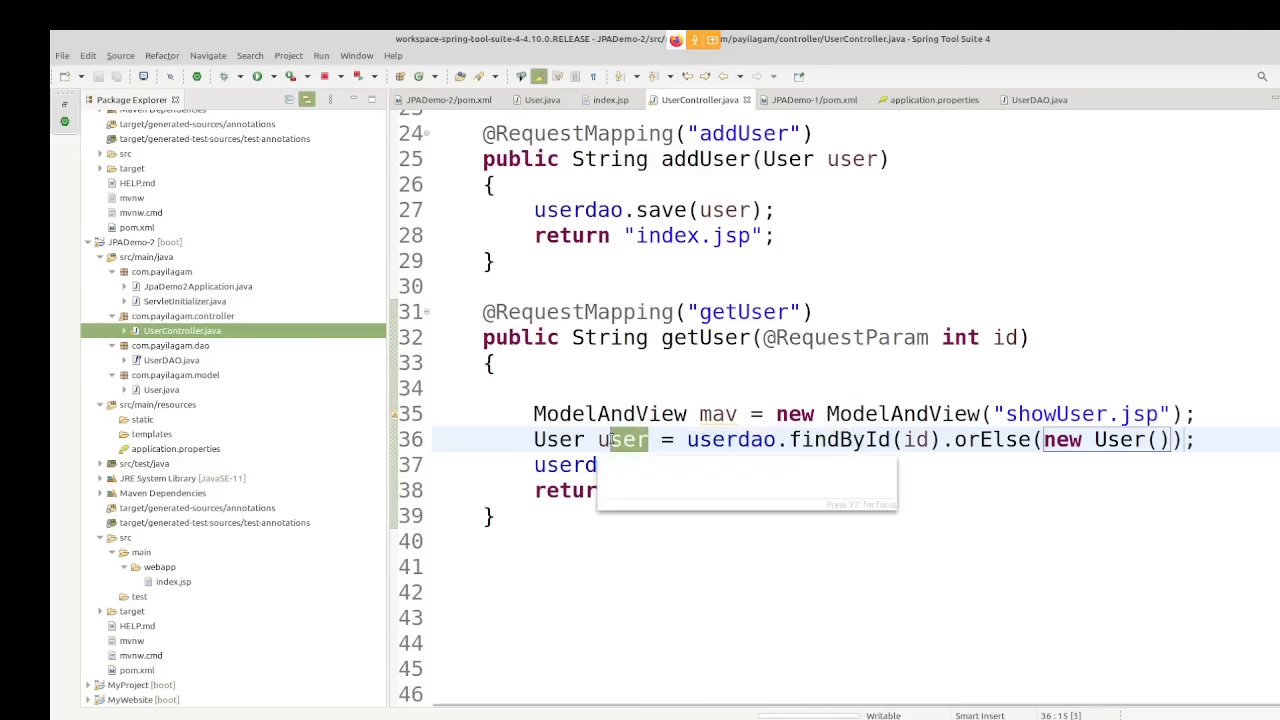 workspace-spring-tool-suite-4-4.10.0.RELEASE - JPADemo-2/src/ m/payilagam/controller/UserController.java - Spring Tool Suite 4
File Edit Source Refactor Navigate Search Project Run Window Help
Package Explorer
JPADemo-2/pom.xml User.java index.jsp UserController.java JPADemo-1/pom.xml application.properties UserDAO.java
Maven Dependencies
target/generated-sources/annotations
target/generated-test-sources/test-annotations
src
target
HELP.md
mvnw
mvnw.cmd
pom.xml
JPADemo-2 [boot]
src/main/java
com.payilagam
JpaDemo2Application.java
ServletInitializer.java
com.payilagam.controller
UserController.java
com.payilagam.dao
UserDAO.java
com.payilagam.model
User.java
src/main/resources
static
templates
application.properties
src/test/java
JRE System Library [JavaSE-11]
Maven Dependencies
target/generated-sources/annotations
target/generated-test-sources/test-annotations
src
main
webapp
index.jsp
test
target
HELP.md
mvnw
mvnw.cmd
pom.xml
MyProject [boot]
MyWebsite [boot]
23
24 @RequestMapping("addUser")
25 public String addUser(User user)
26 {
27 userdao.save(user);
28 return "index.jsp";
29 }
30
31 @RequestMapping("getUser")
32 public String getUser(@RequestParam int id)
33 {
34
35 ModelAndView mav = new ModelAndView("showUser.jsp");
36 User user = userdao.findById(id).orElse(new User());
37 userd
38 retur
39 }
40
41
42
43
44
45
46
Press 'F2' for focus
Writable Smart Insert 36 : 15 [3]